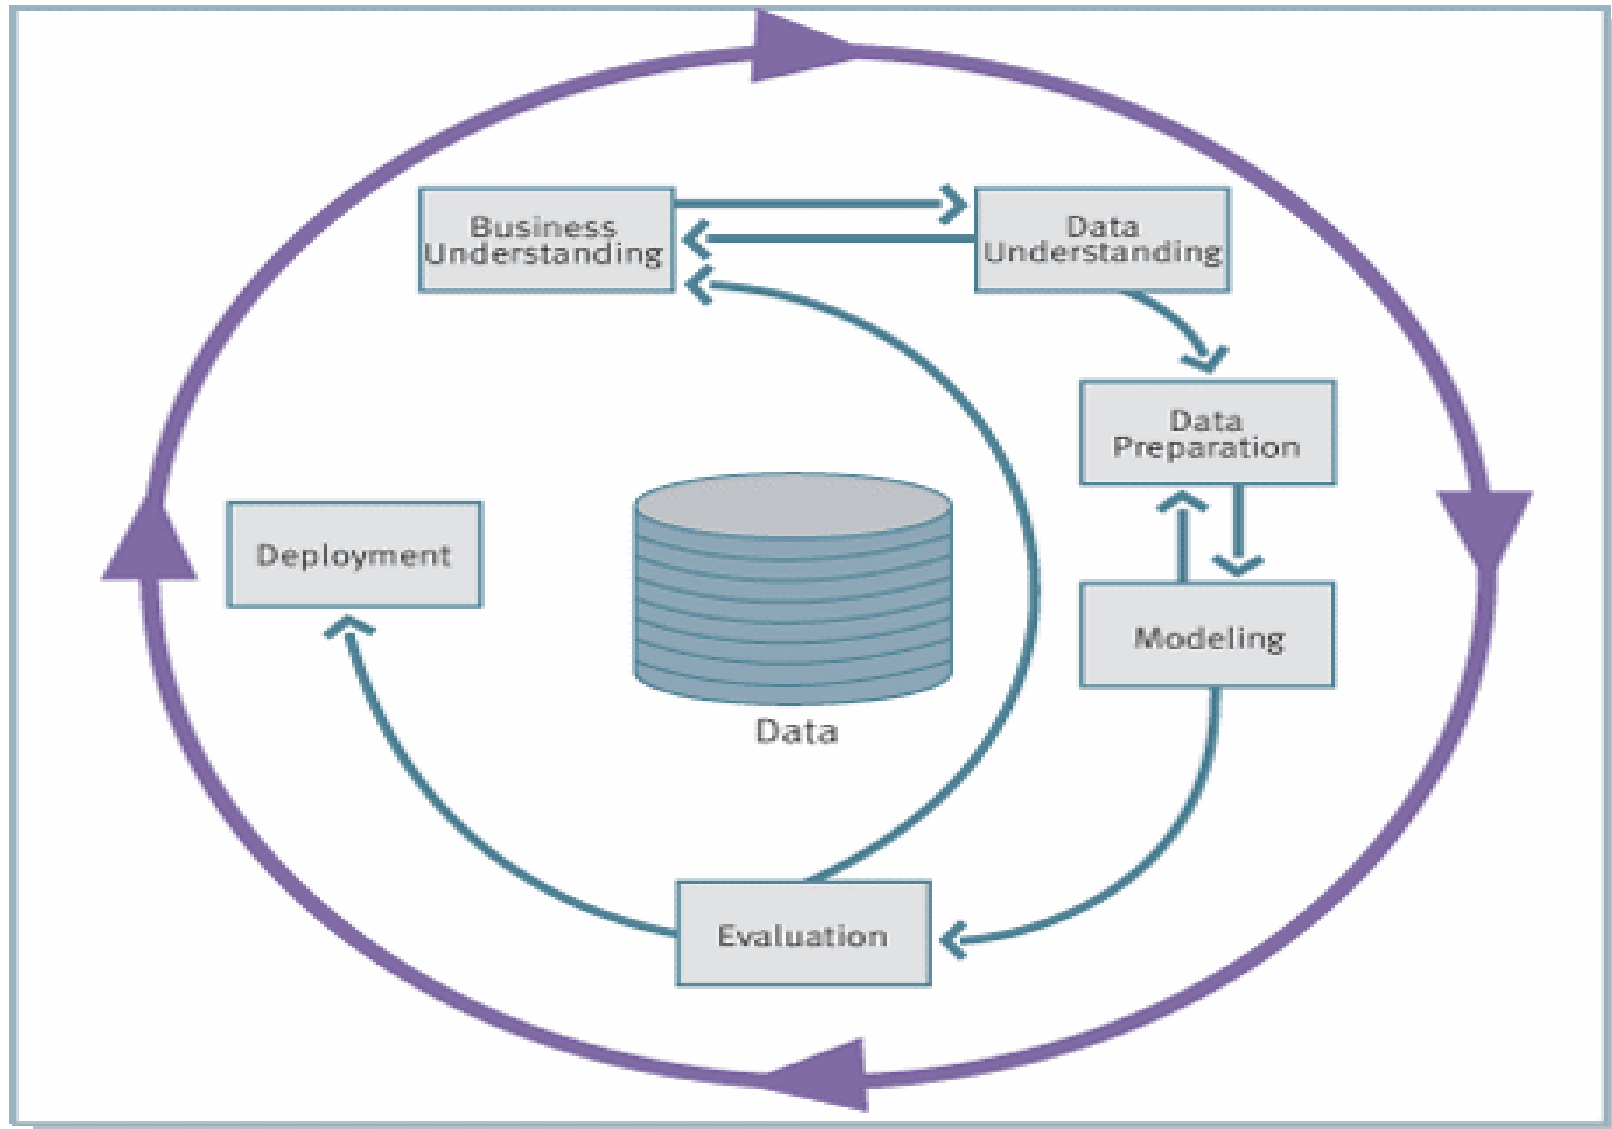 Business
Understanding
Data
Understanding
Data
Preparation
Deployment
Modeling
Data
Evaluation